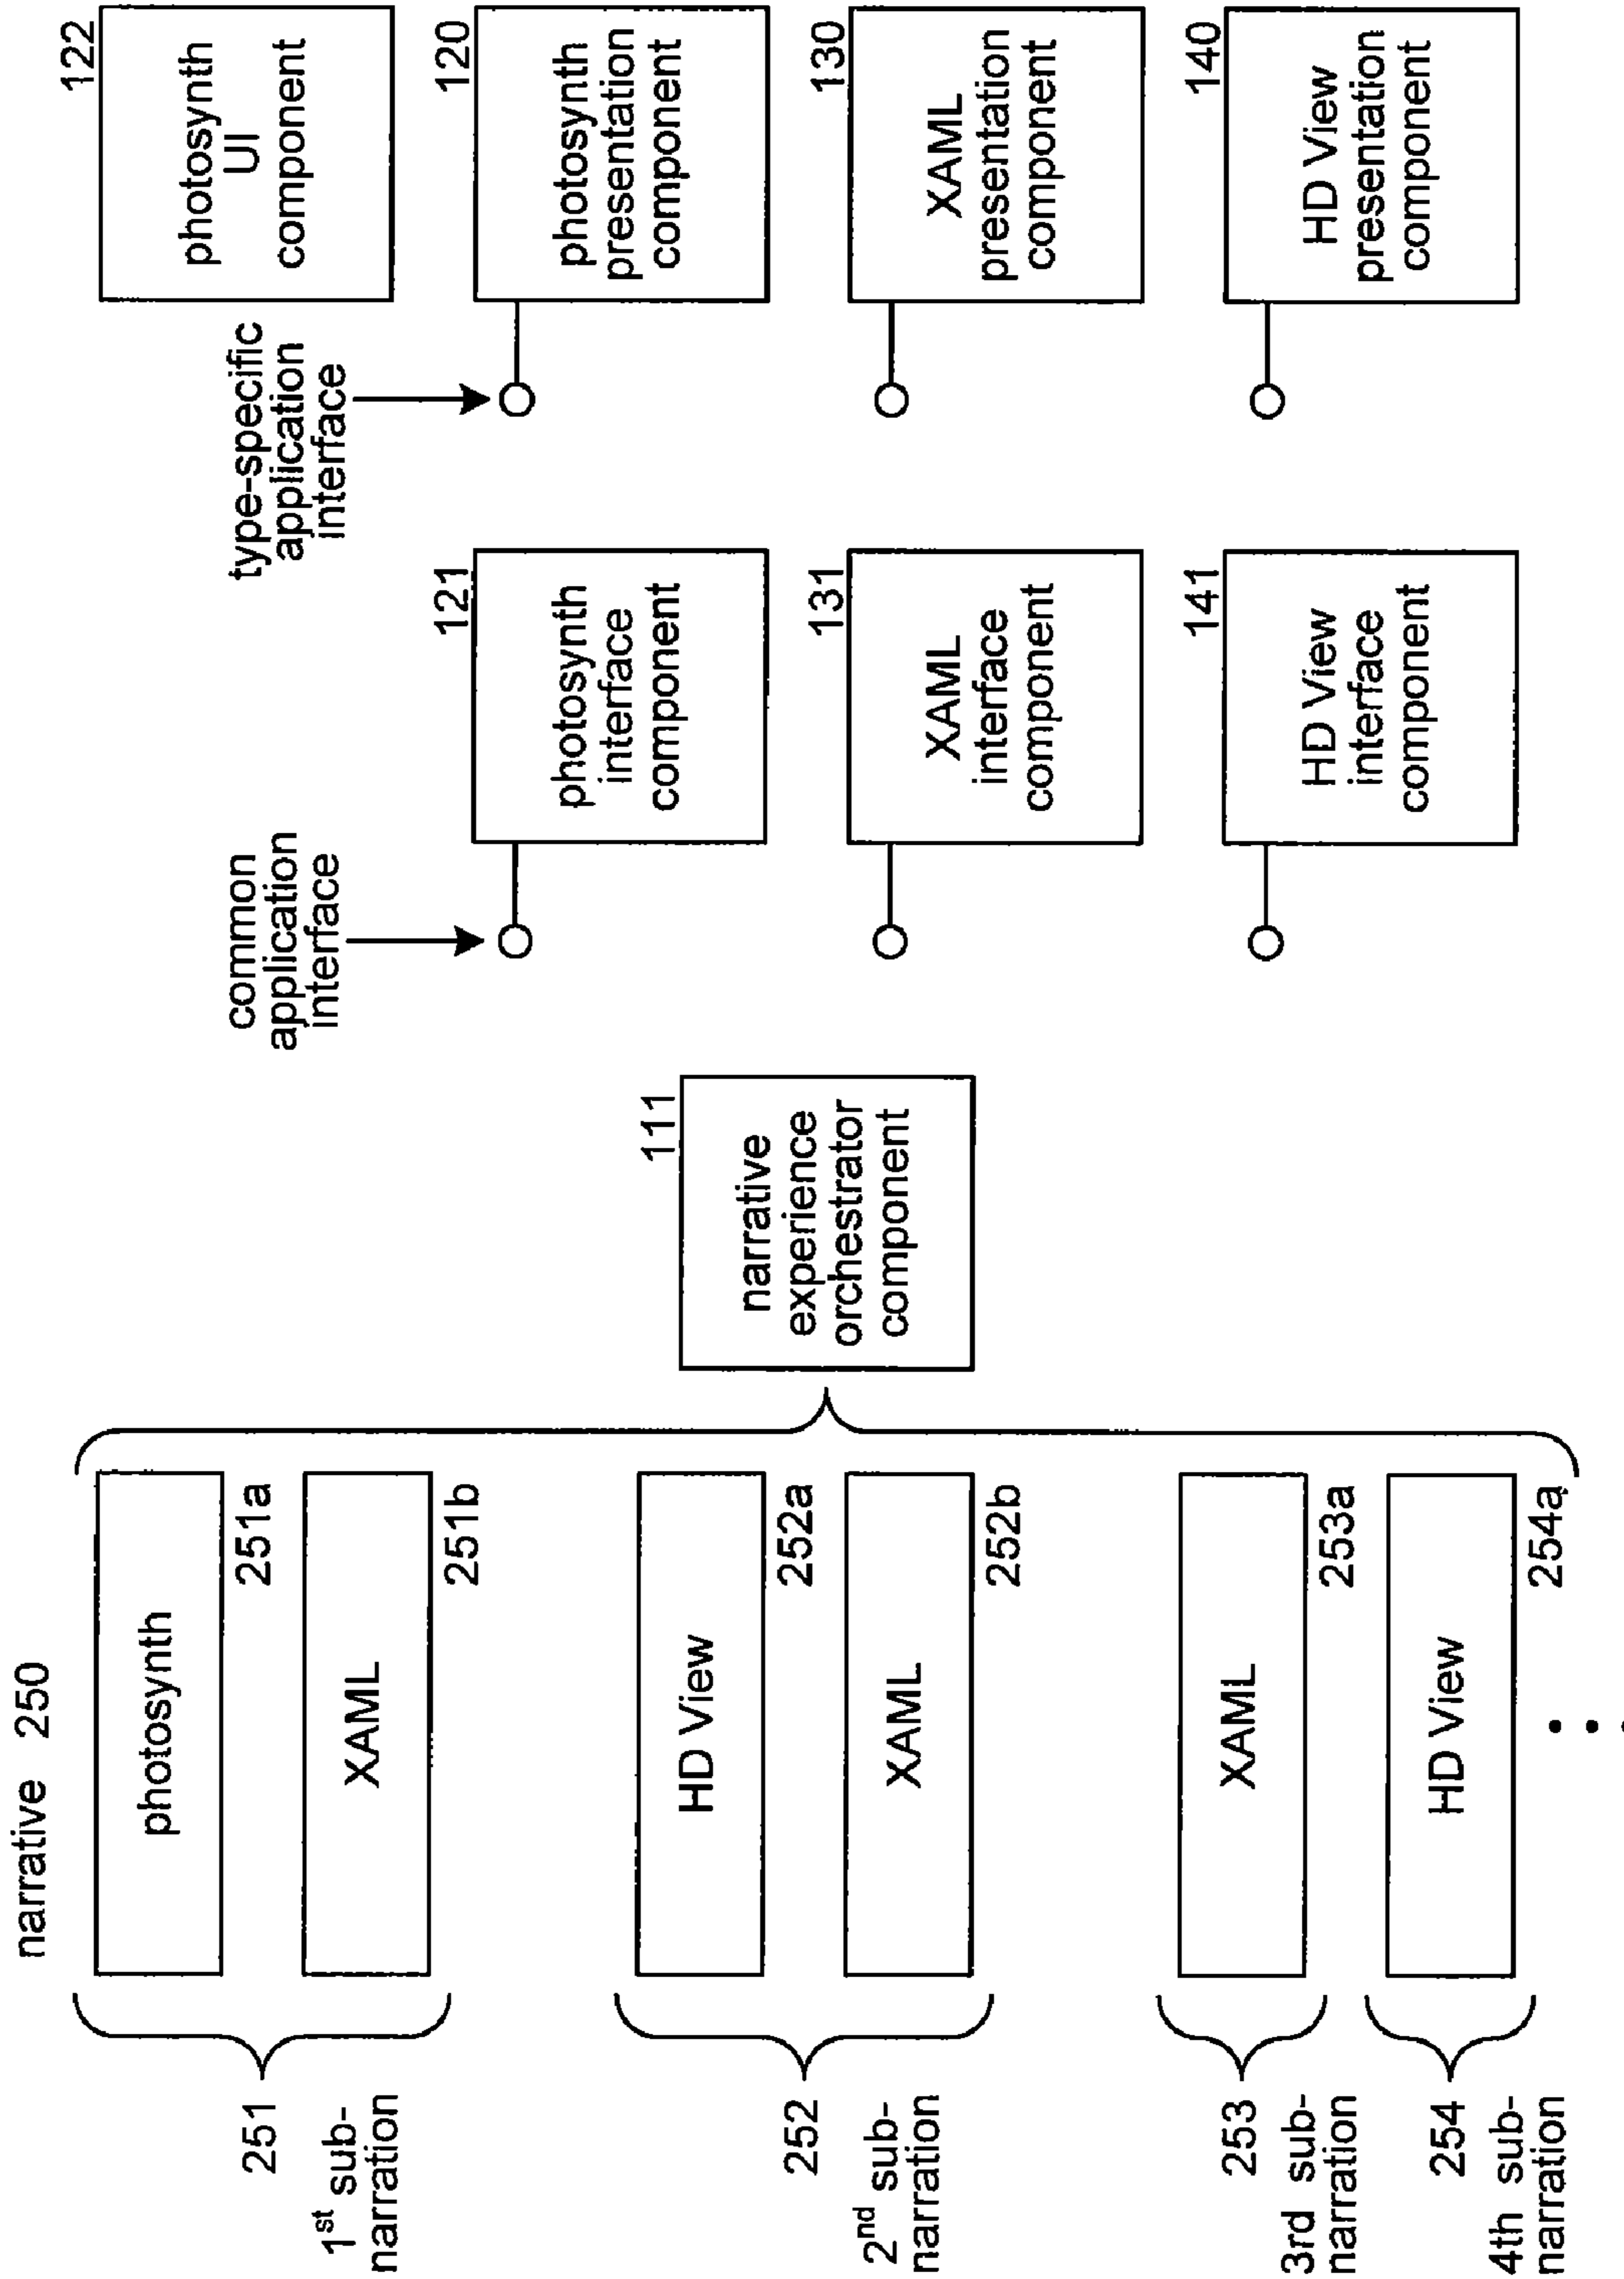 narrative 250
251
1st sub-
narration
photosynth
251a
XAML
251b
252
2nd sub-
narration
HD View
252a
XAML
252b
253
3rd sub-
narration
XAML
253a
254
4th sub-
narration
HD View
254a
111
narrative
experience
orchestrator
component
common
application
interface
121
photosynth
interface
component
131
XAML
interface
component
141
HD View
interface
component
type-specific
application
interface
122
photosynth
UI
component
120
photosynth
presentation
component
130
XAML
presentation
component
140
HD View
presentation
component